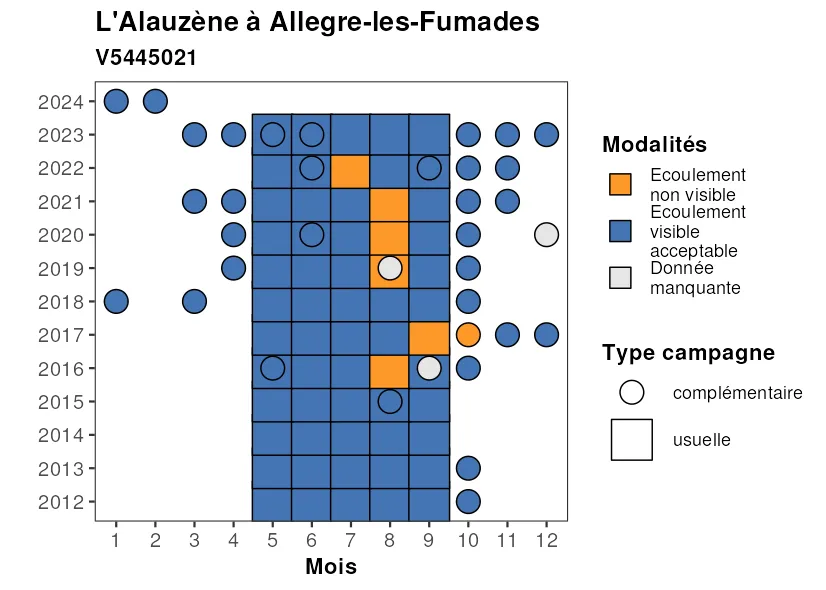 L'Alauzène à Allegre-les-Fumades
V5445021
2024
2023
2022
2021
2020
2019
2018
2017
2016
2015
2014
2013
2012
1 2 3 4 5 6 7 8 9 10 11 12
Mois
Modalités
Ecoulement
non visible
Ecoulement
visible
acceptable
Donnée
manquante
Type campagne
complémentaire
usuelle